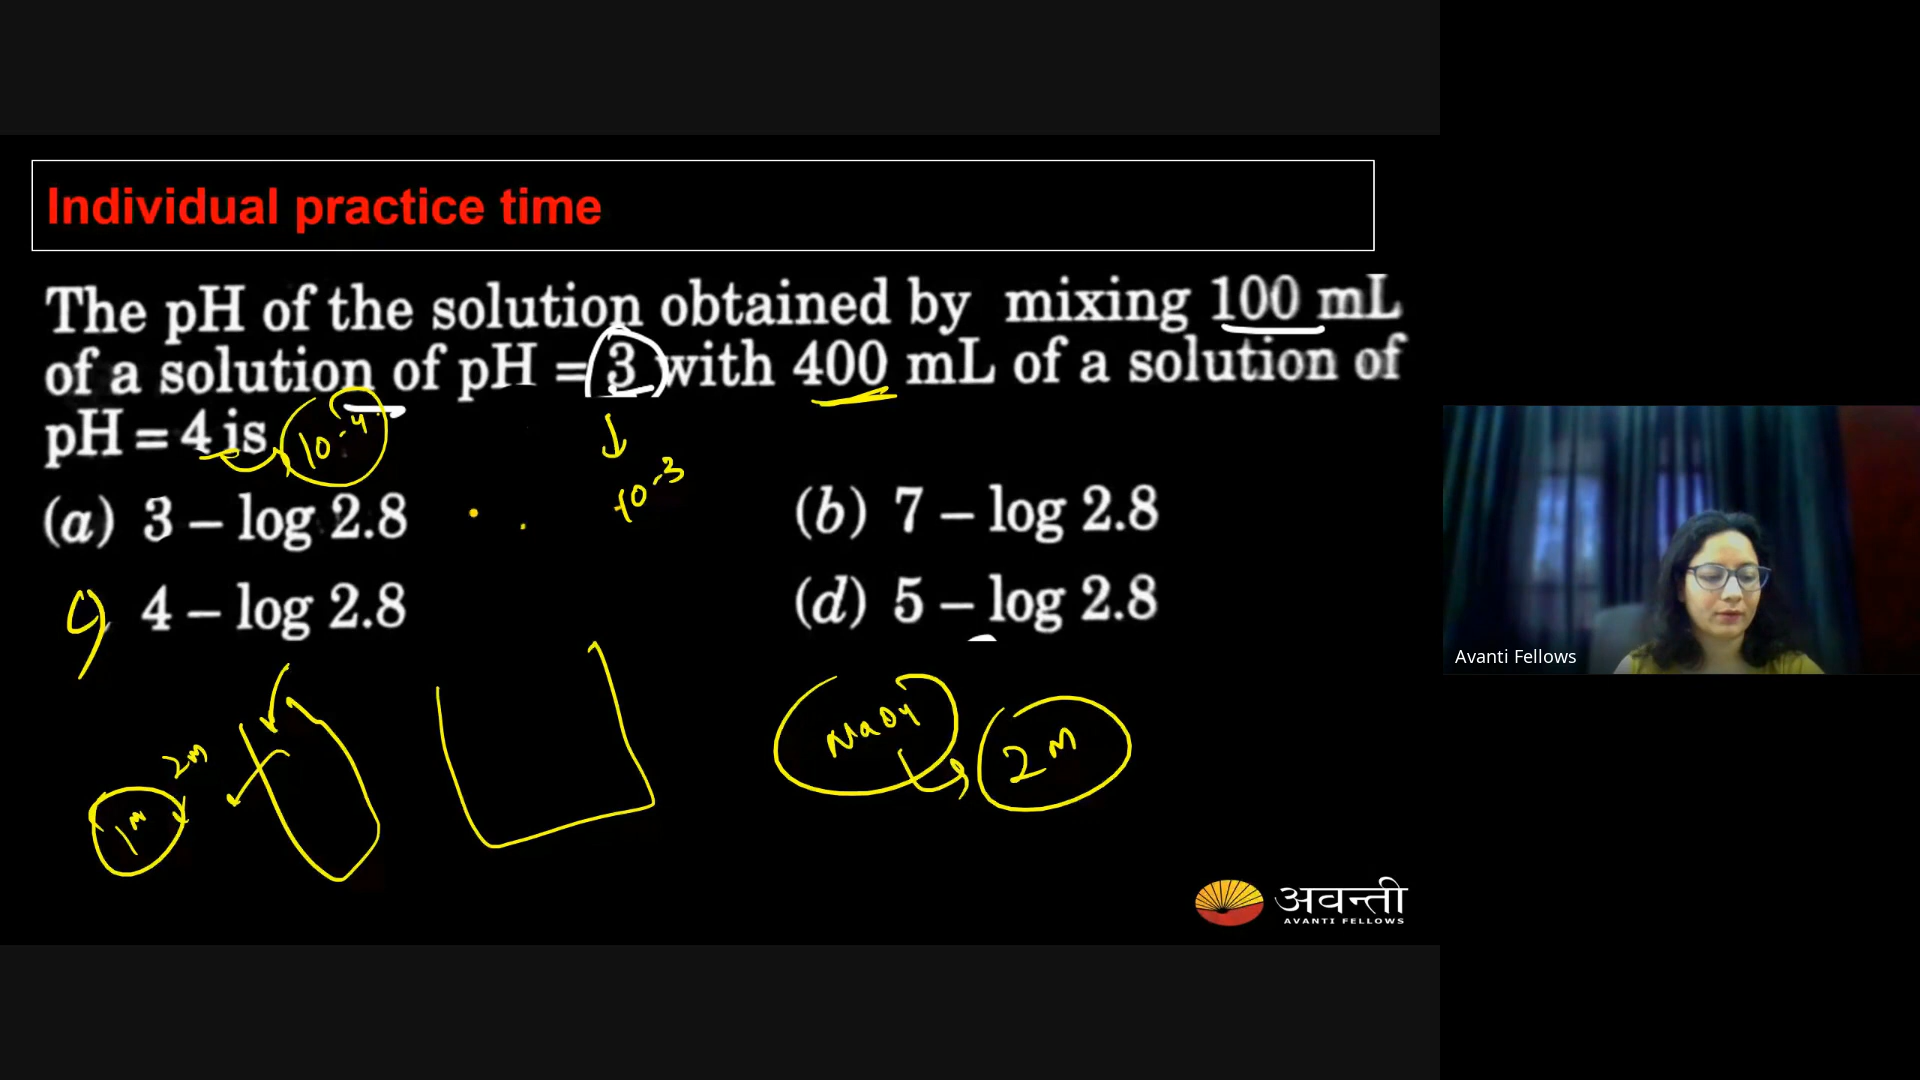 Individual practice time
The pH of the solution obtained by mixing 100 mL
of a solution of pH = 3 with 400 mL of a solution of
pH = 4 is 10⁻⁴
10⁻³
(a) 3 – log 2.8 (b) 7 – log 2.8
4 – log 2.8 (d) 5 – log 2.8
2m
1m
2m
अवन्ती
AVANTI FELLOWS
Avanti Fellows